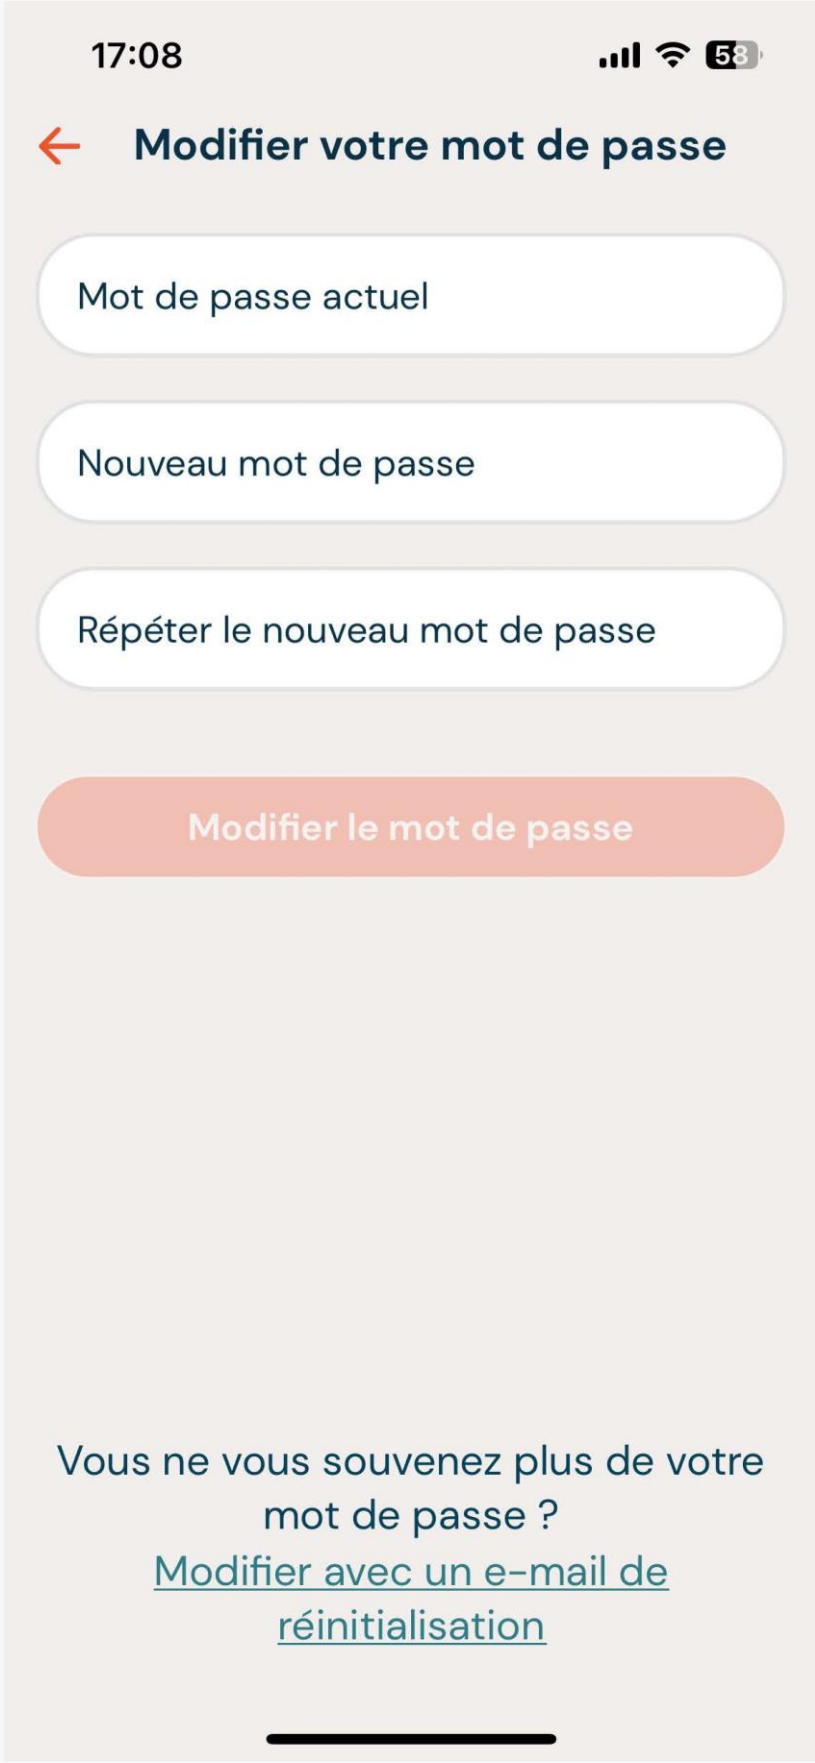 17:08
58
Modifier votre mot de passe
Mot de passe actuel
Nouveau mot de passe
Répéter le nouveau mot de passe
Modifier le mot de passe
Vous ne vous souvenez plus de votre
mot de passe ?
Modifier avec un e-mail de
réinitialisation